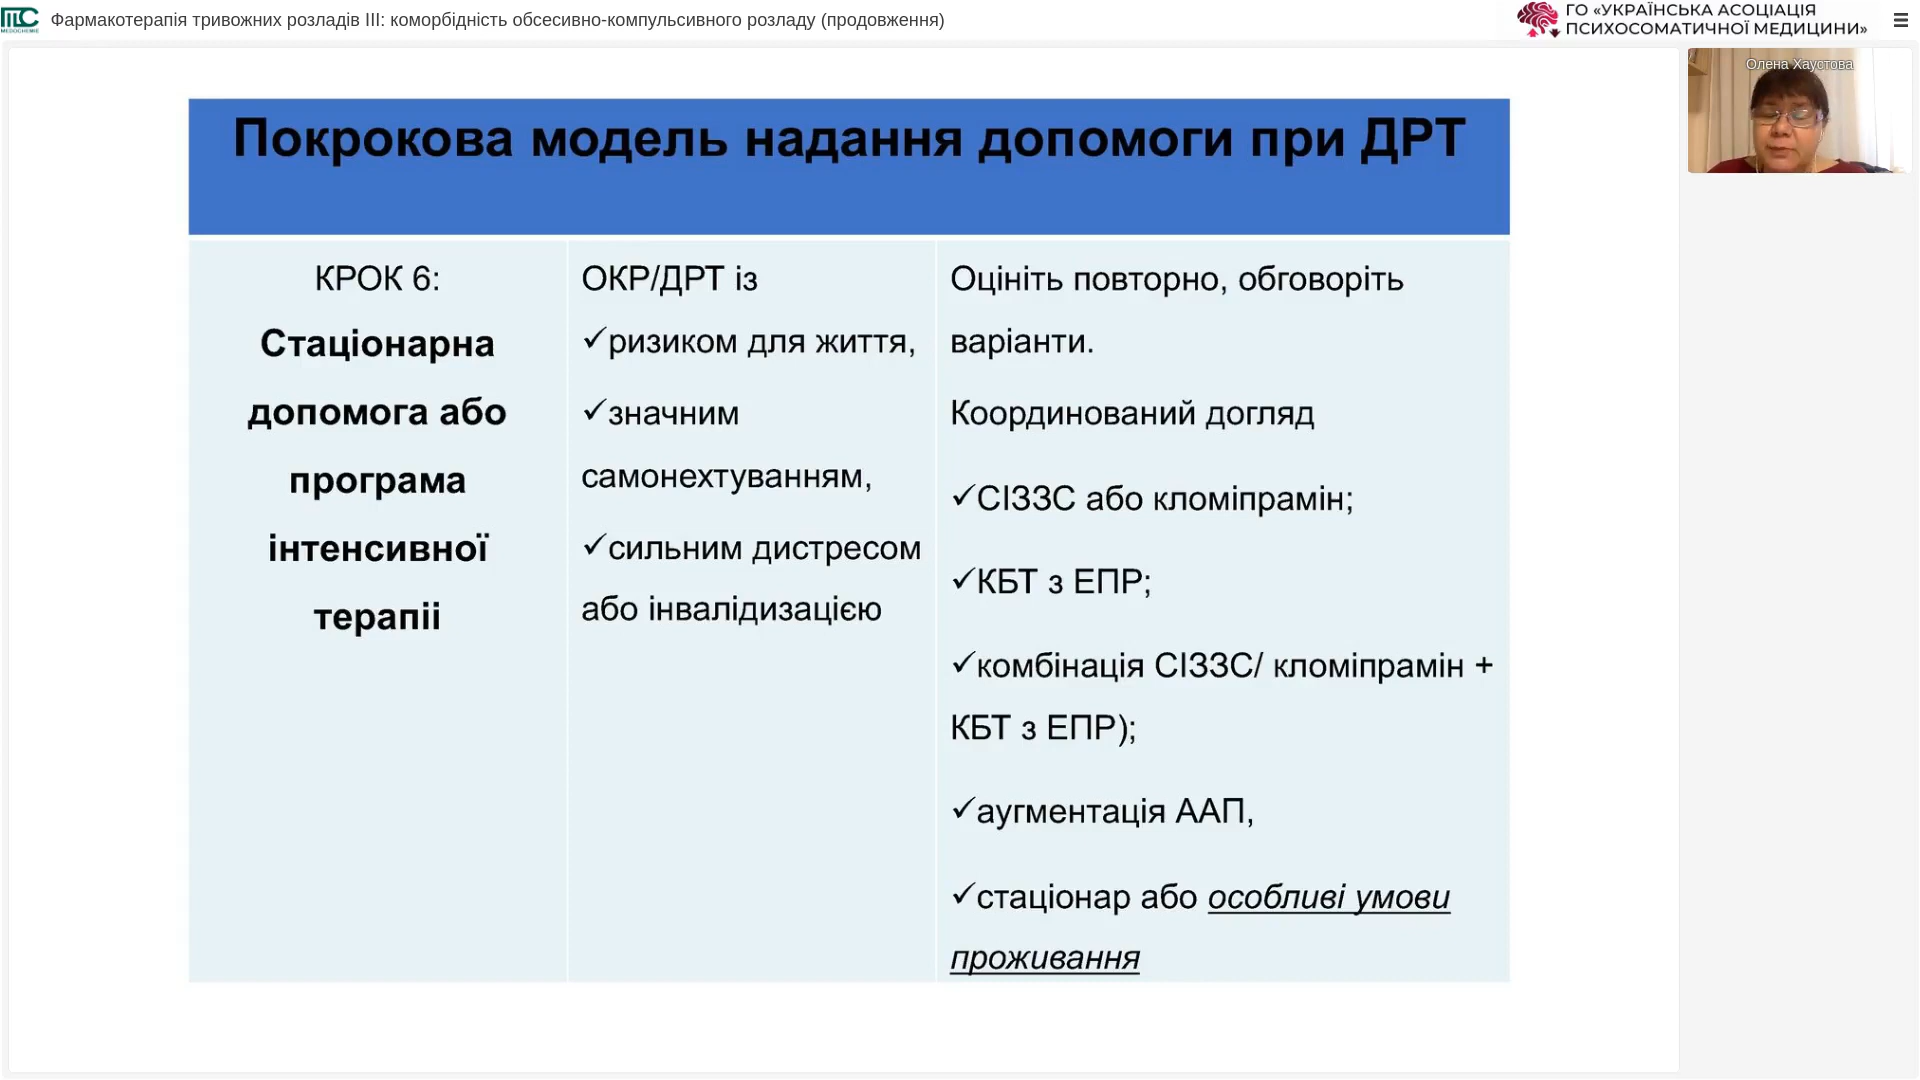 MEDOCHEMIE
Фармакотерапія тривожних розладів III: коморбідність обсесивно-компульсивного розладу (продовження)
ГО «УКРАЇНСЬКА АСОЦІАЦІЯ
ПСИХОСОМАТИЧНОЇ МЕДИЦИНИ»
Олена Хаустова
Покрокова модель надання допомоги при ДРТ
КРОК 6:
Стаціонарна
допомога або
програма
інтенсивної
терапії
ОКР/ДРТ із
✓ризиком для життя,
✓значним
самонехтуванням,
✓сильним дистресом
або інвалідизацією
Оцініть повторно, обговоріть
варіанти.
Координований догляд
✓СІЗЗС або кломіпрамін;
✓КБТ з ЕПР;
✓комбінація СІЗЗС/ кломіпрамін +
КБТ з ЕПР);
✓аугментація ААП,
✓стаціонар або особливі умови
проживання